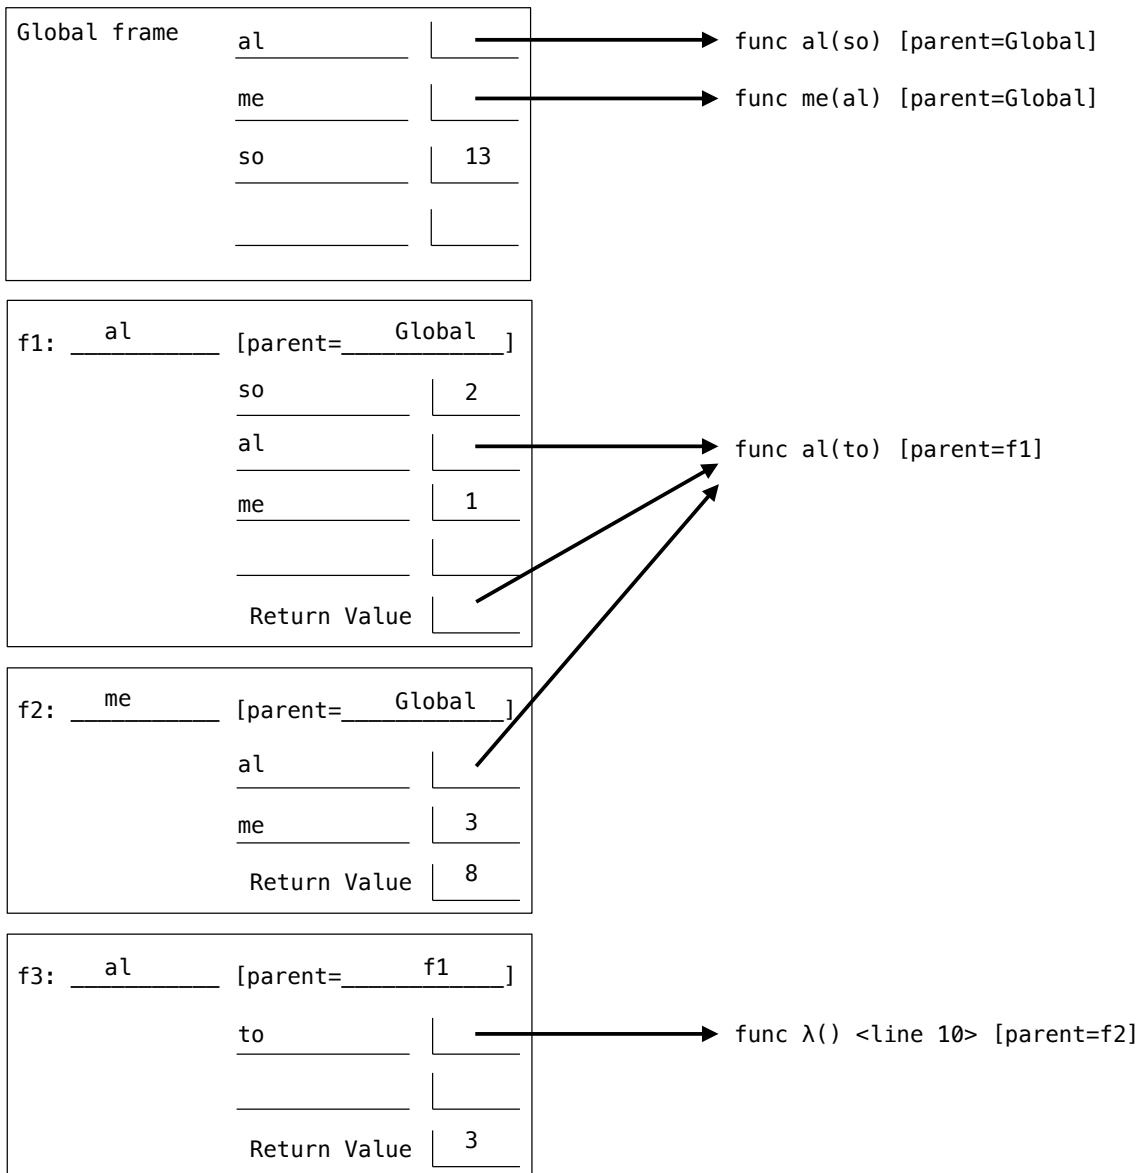 Global frame
al
func al(so) [parent=Global]
me
func me(al) [parent=Global]
so 13
f1: al [parent=Global]
so 2
al
func al(to) [parent=f1]
me 1
Return Value
f2: me [parent=Global]
al
me 3
Return Value 8
f3: al [parent=f1]
to
func λ() <line 10> [parent=f2]
Return Value 3